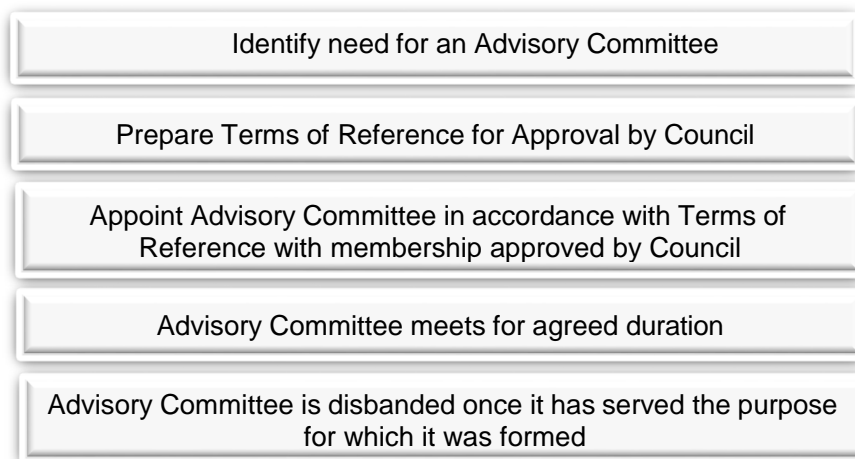 Identify need for an Advisory Committee
Prepare Terms of Reference for Approval by Council
Appoint Advisory Committee in accordance with Terms of
Reference with membership approved by Council
Advisory Committee meets for agreed duration
Advisory Committee is disbanded once it has served the purpose
for which it was formed